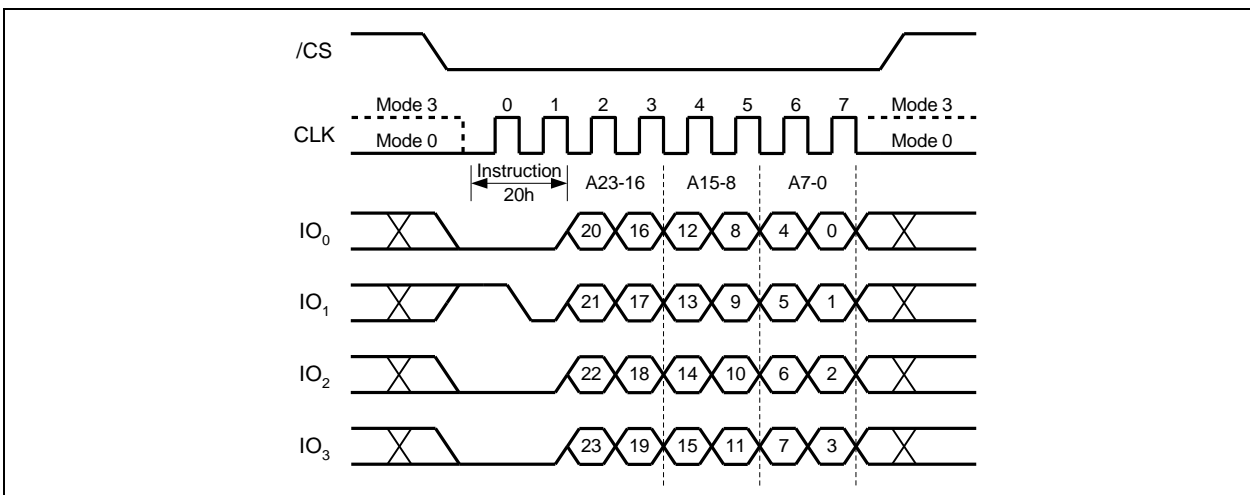 /CS
Mode 3 0 1 2 3 4 5 6 7 Mode 3
CLK
Mode 0 Mode 0
Instruction
20h
A23-16 A15-8 A7-0
IO0 20 16 12 8 4 0
IO1 21 17 13 9 5 1
IO2 22 18 14 10 6 2
IO3 23 19 15 11 7 3